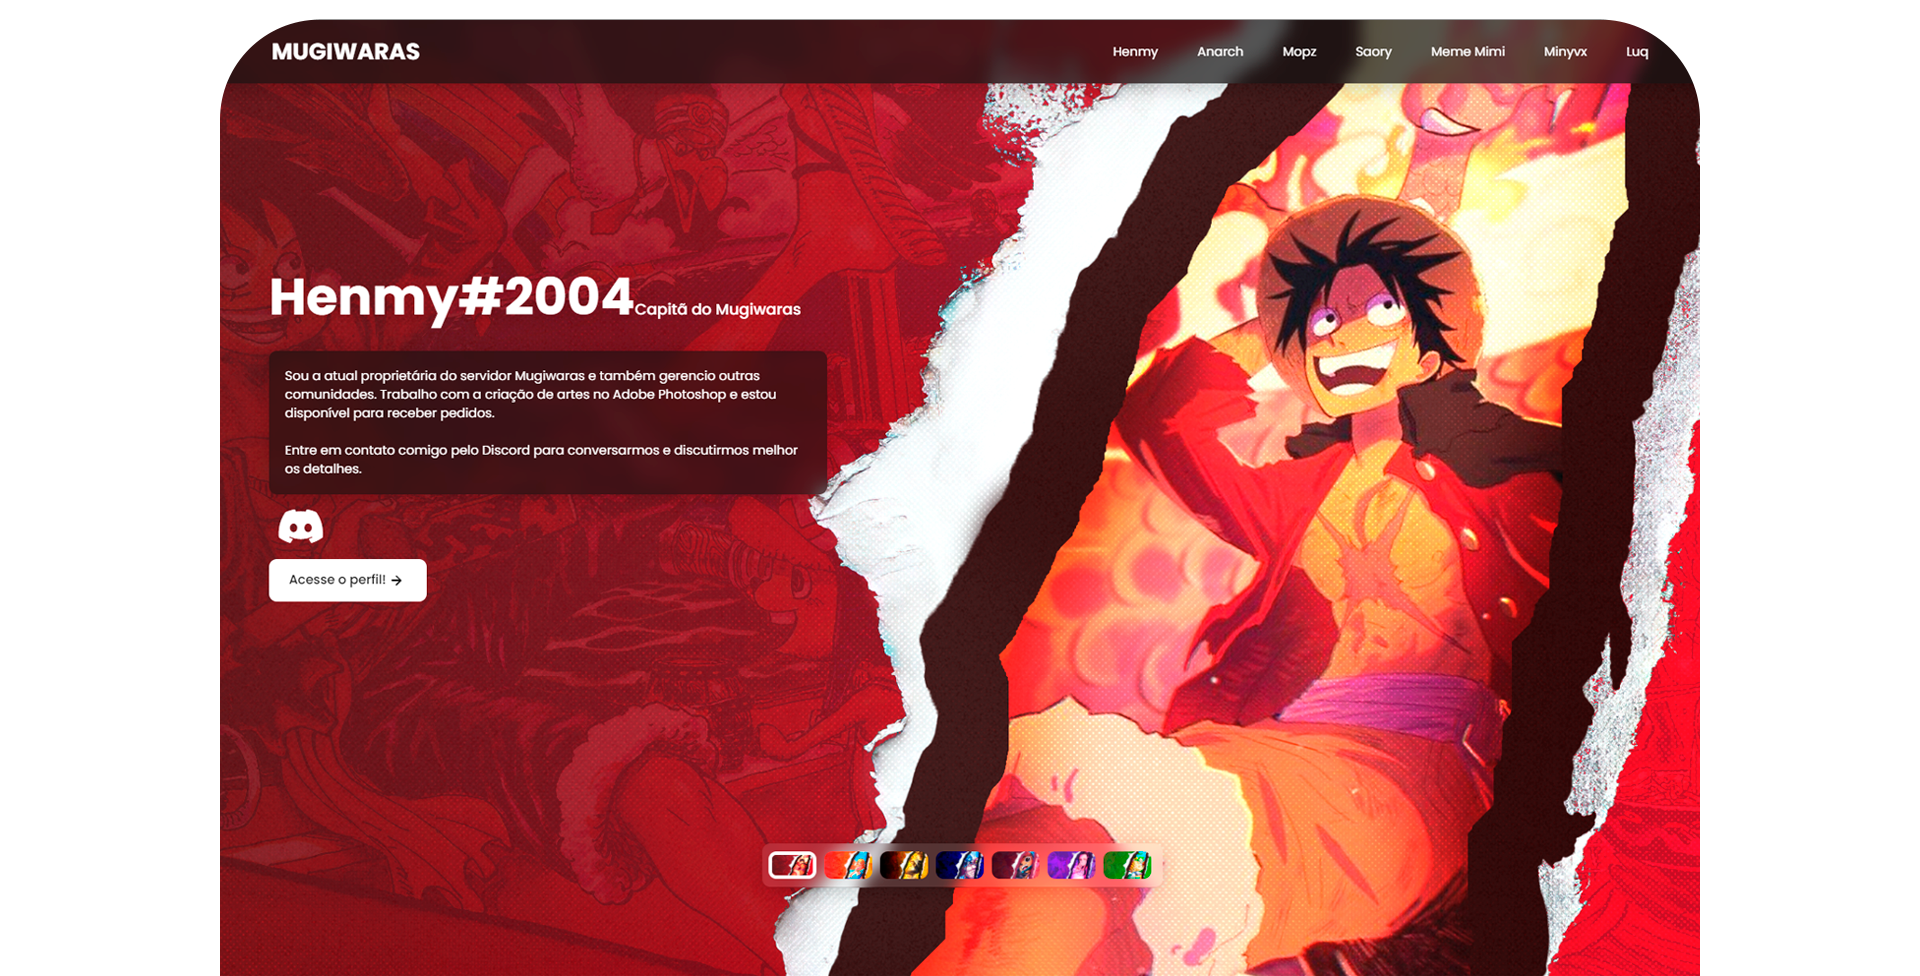 MUGIWARAS
Henmy Anarch Mopz Saory Meme Mimi Minyvx Luq
Henmy#2004 Capitã do Mugiwaras
Sou a atual proprietária do servidor Mugiwaras e também gerencio outras
comunidades. Trabalho com a criação de artes no Adobe Photoshop e estou
disponível para receber pedidos.
Entre em contato comigo pelo Discord para conversarmos e discutirmos melhor
os detalhes.
Acesse o perfil! →